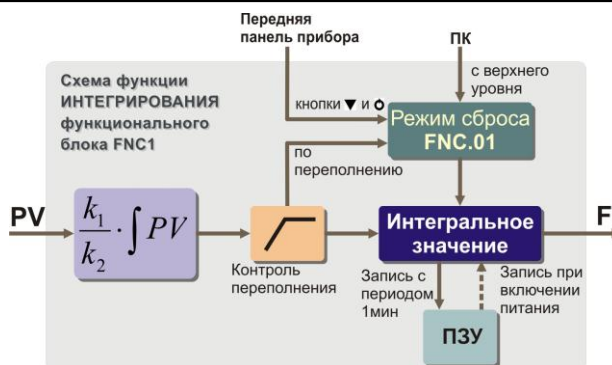 Передняя
панель прибора
ПК
Схема функции
ИНТЕГРИРОВАНИЯ
функционального
блока FNC1
с верхнего
уровня
кнопки ▼ и
Режим сброса
FNC.01
по
переполнению
PV
k1
k2
· ∫ PV
Интегральное
значение
F
Контроль
переполнения
Запись с
периодом
1мин
Запись при
включении
питания
ПЗУ